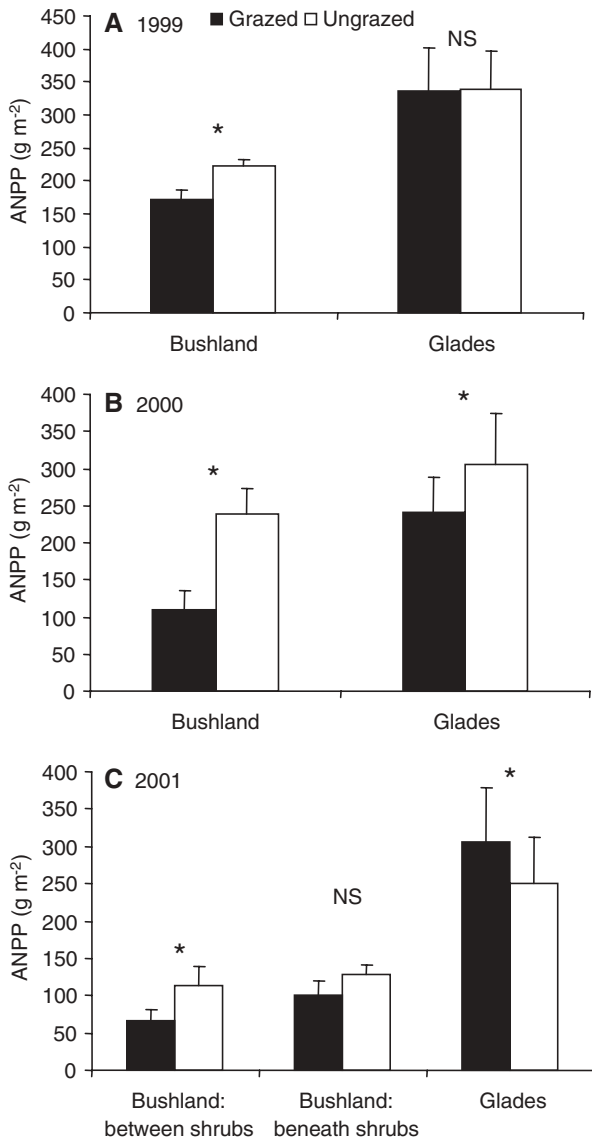 A 1999
Grazed Ungrazed
ANPP (g m⁻²)
450
400
350
300
250
200
150
100
50
0
*
NS
Bushland Glades
B 2000
ANPP (g m⁻²)
400
350
300
250
200
150
100
50
0
*
*
Bushland Glades
C 2001
ANPP (g m⁻²)
400
350
300
250
200
150
100
50
0
*
NS
*
Bushland: Bushland: Glades
between shrubs beneath shrubs